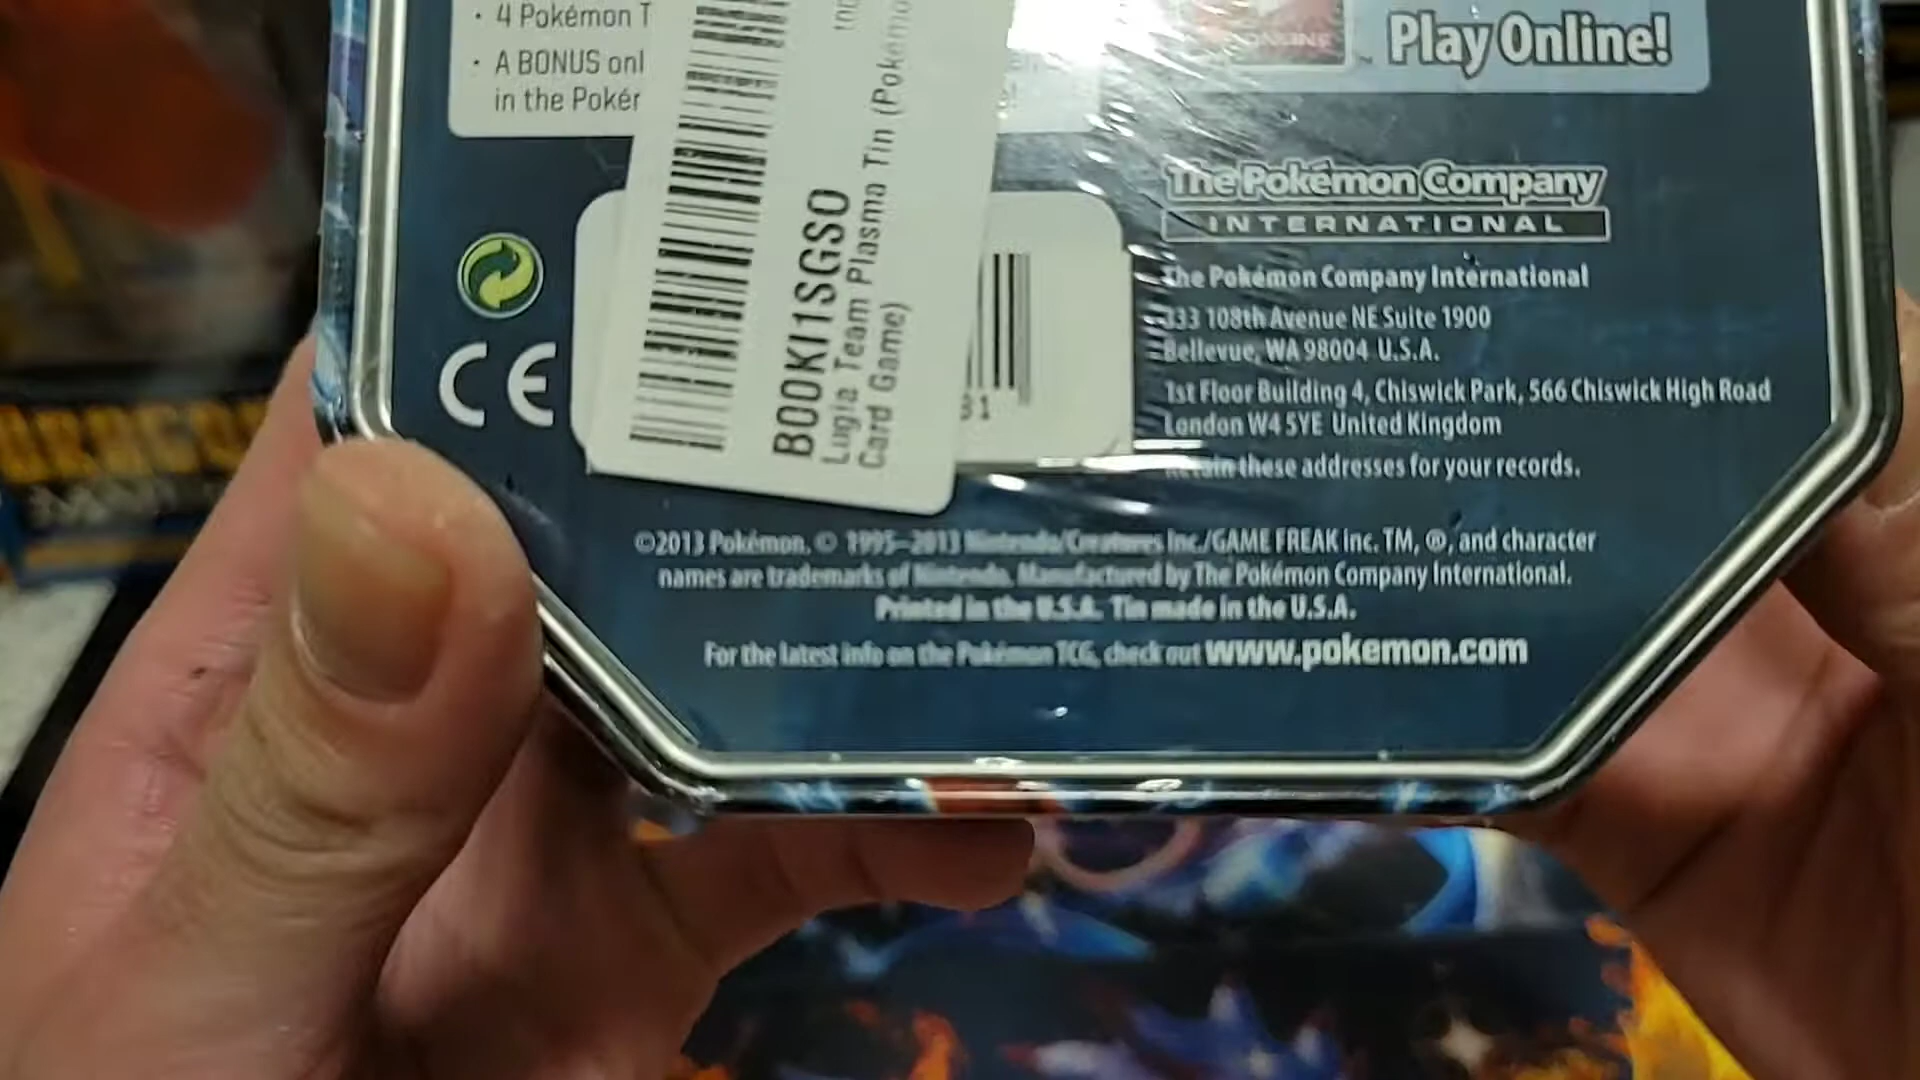 · 4 Pokémon T
· A BONUS onl
in the Pokér
Play Online!
B00KI1SGSO
Lugia Team Plasma Tin (Pokémo
Card Game)
The Pokémon Company
INTERNATIONAL
The Pokémon Company International
333 108th Avenue NE Suite 1900
Bellevue, WA 98004 U.S.A.
1st Floor Building 4, Chiswick Park, 566 Chiswick High Road
London W4 5YE United Kingdom
Retain these addresses for your records.
CE
©2013 Pokémon. © 1995–2013 Nintendo/Creatures Inc./GAME FREAK inc. TM, ®, and character
names are trademarks of Nintendo. Manufactured by The Pokémon Company International.
Printed in the U.S.A. Tin made in the U.S.A.
For the latest info on the Pokémon TCG, check out www.pokemon.com